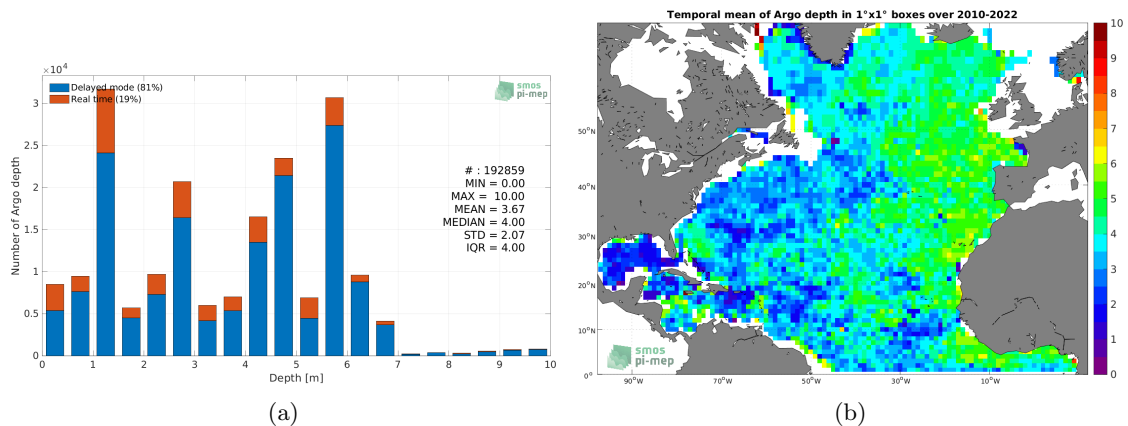 ×10⁴
Delayed mode (81%)
Real time (19%)
smos
pi-mep
# : 192859
MIN = 0.00
MAX = 10.00
MEAN = 3.67
MEDIAN = 4.00
STD = 2.07
IQR = 4.00
Number of Argo depth
3
2.5
2
1.5
1
0.5
0
0 1 2 3 4 5 6 7 8 9 10
Depth [m]
(a)
Temporal mean of Argo depth in 1°x1° boxes over 2010-2022
50°N
40°N
30°N
20°N
10°N
0°
90°W 70°W 50°W 30°W 10°W
smos
pi-mep
10
9
8
7
6
5
4
3
2
1
0
(b)